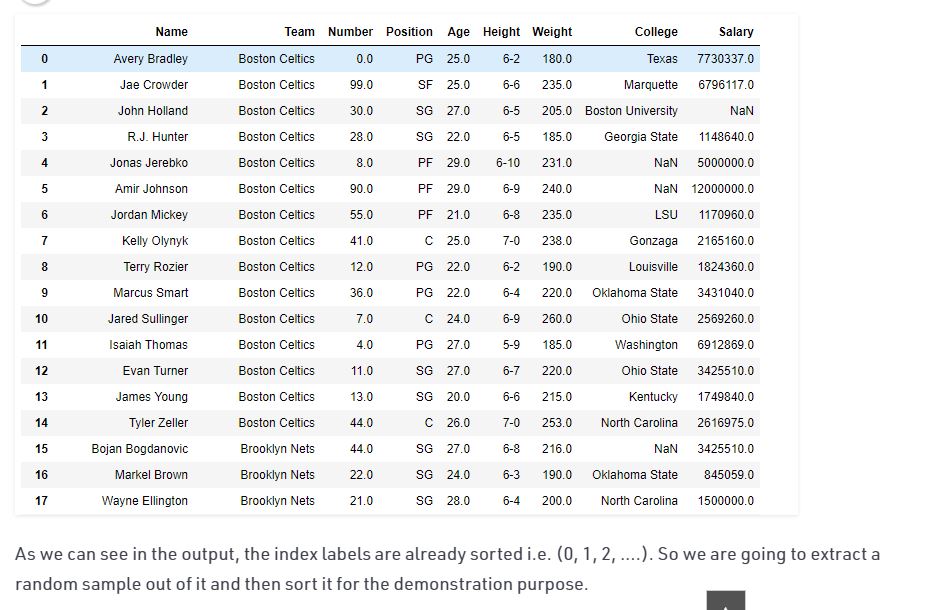 Name Team Number Position Age Height Weight College Salary
0 Avery Bradley Boston Celtics 0.0 PG 25.0 6-2 180.0 Texas 7730337.0
1 Jae Crowder Boston Celtics 99.0 SF 25.0 6-6 235.0 Marquette 6796117.0
2 John Holland Boston Celtics 30.0 SG 27.0 6-5 205.0 Boston University NaN
3 R.J. Hunter Boston Celtics 28.0 SG 22.0 6-5 185.0 Georgia State 1148640.0
4 Jonas Jerebko Boston Celtics 8.0 PF 29.0 6-10 231.0 NaN 5000000.0
5 Amir Johnson Boston Celtics 90.0 PF 29.0 6-9 240.0 NaN 12000000.0
6 Jordan Mickey Boston Celtics 55.0 PF 21.0 6-8 235.0 LSU 1170960.0
7 Kelly Olynyk Boston Celtics 41.0 C 25.0 7-0 238.0 Gonzaga 2165160.0
8 Terry Rozier Boston Celtics 12.0 PG 22.0 6-2 190.0 Louisville 1824360.0
9 Marcus Smart Boston Celtics 36.0 PG 22.0 6-4 220.0 Oklahoma State 3431040.0
10 Jared Sullinger Boston Celtics 7.0 C 24.0 6-9 260.0 Ohio State 2569260.0
11 Isaiah Thomas Boston Celtics 4.0 PG 27.0 5-9 185.0 Washington 6912869.0
12 Evan Turner Boston Celtics 11.0 SG 27.0 6-7 220.0 Ohio State 3425510.0
13 James Young Boston Celtics 13.0 SG 20.0 6-6 215.0 Kentucky 1749840.0
14 Tyler Zeller Boston Celtics 44.0 C 26.0 7-0 253.0 North Carolina 2616975.0
15 Bojan Bogdanovic Brooklyn Nets 44.0 SG 27.0 6-8 216.0 NaN 3425510.0
16 Markel Brown Brooklyn Nets 22.0 SG 24.0 6-3 190.0 Oklahoma State 845059.0
17 Wayne Ellington Brooklyn Nets 21.0 SG 28.0 6-4 200.0 North Carolina 1500000.0
As we can see in the output, the index labels are already sorted i.e. (0, 1, 2, ....). So we are going to extract a
random sample out of it and then sort it for the demonstration purpose.